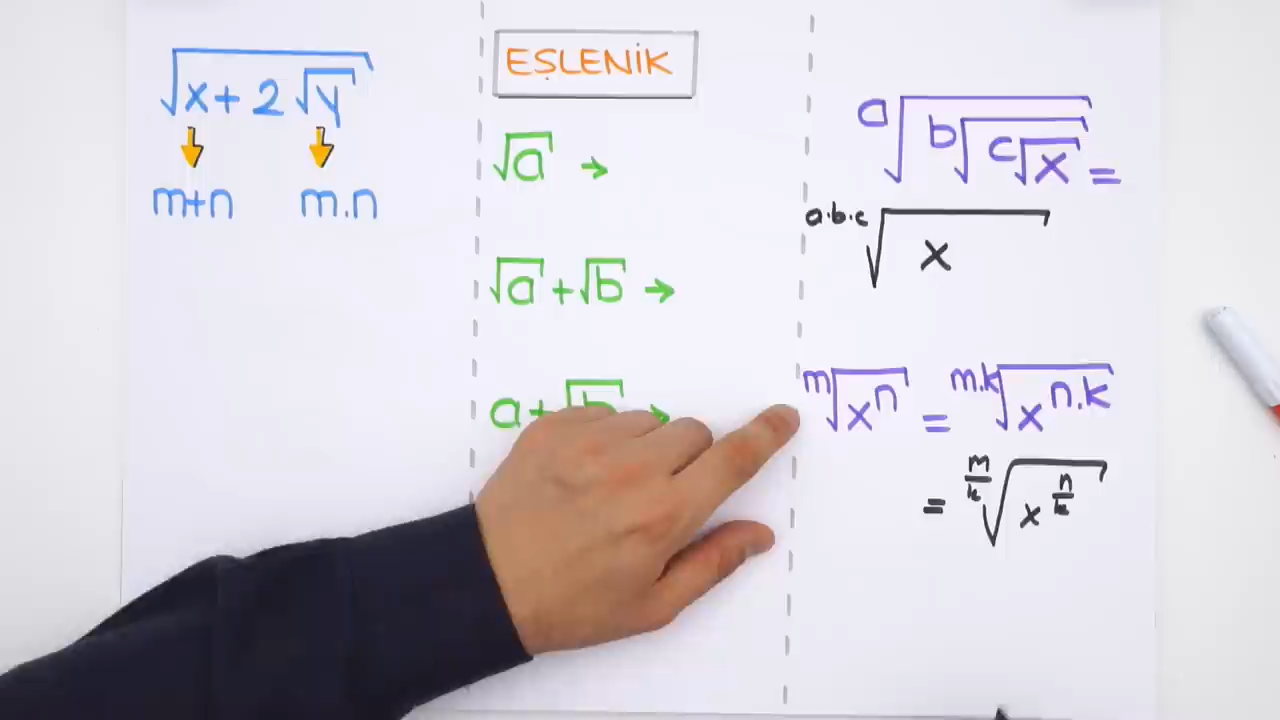 √(x + 2√y)
m+n m.n
EŞLENİK
√a →
√a + √b →
a + √b →
ᵃ√(ᵇ√(ᶜ√x)) =
ᵃ·ᵇ·ᶜ√x
ᵐ√(xⁿ) = ᵐ·ᵏ√(xⁿ·ᵏ)
= ᵐ⁄ₖ√(x^(n/k))